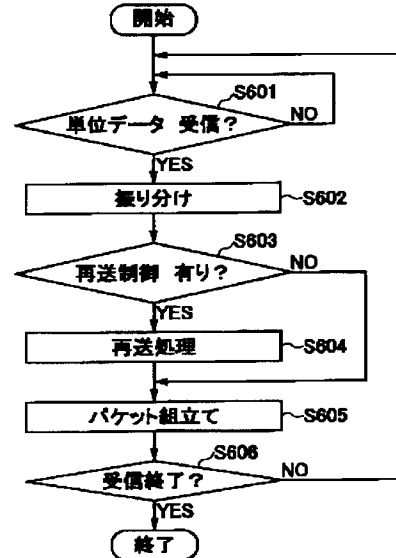 開始
S601
単位データ 受信？
NO
YES
振り分け
S602
S603
再送制御 有り？
NO
YES
再送処理
S604
パケット組立て
S605
S606
受信終了？
NO
YES
終了